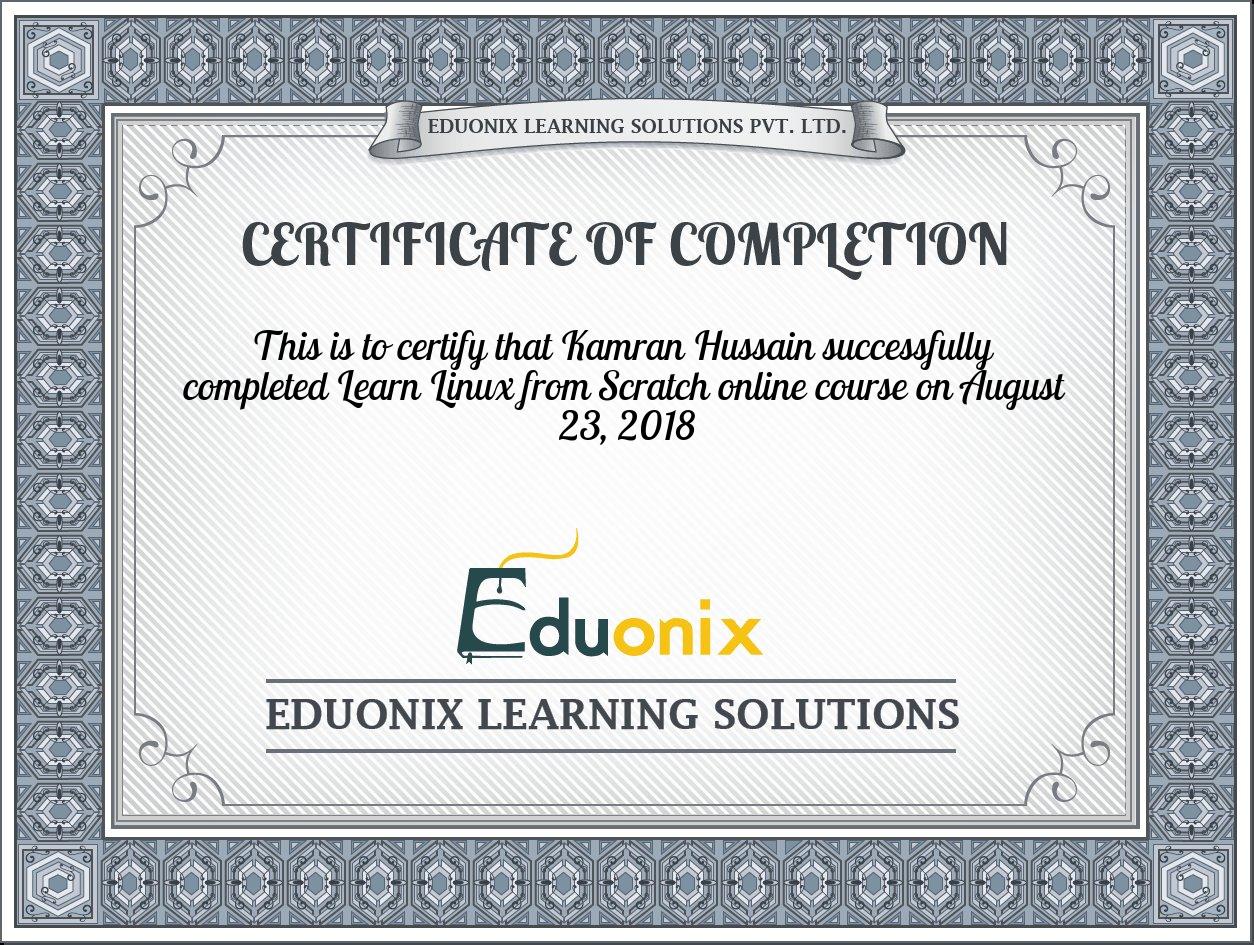 EDUONIX LEARNING SOLUTIONS PVT. LTD.
CERTIFICATE OF COMPLETION
This is to certify that Kamran Hussain successfully
completed Learn Linux from Scratch online course on August
23, 2018
Eduonix
EDUONIX LEARNING SOLUTIONS